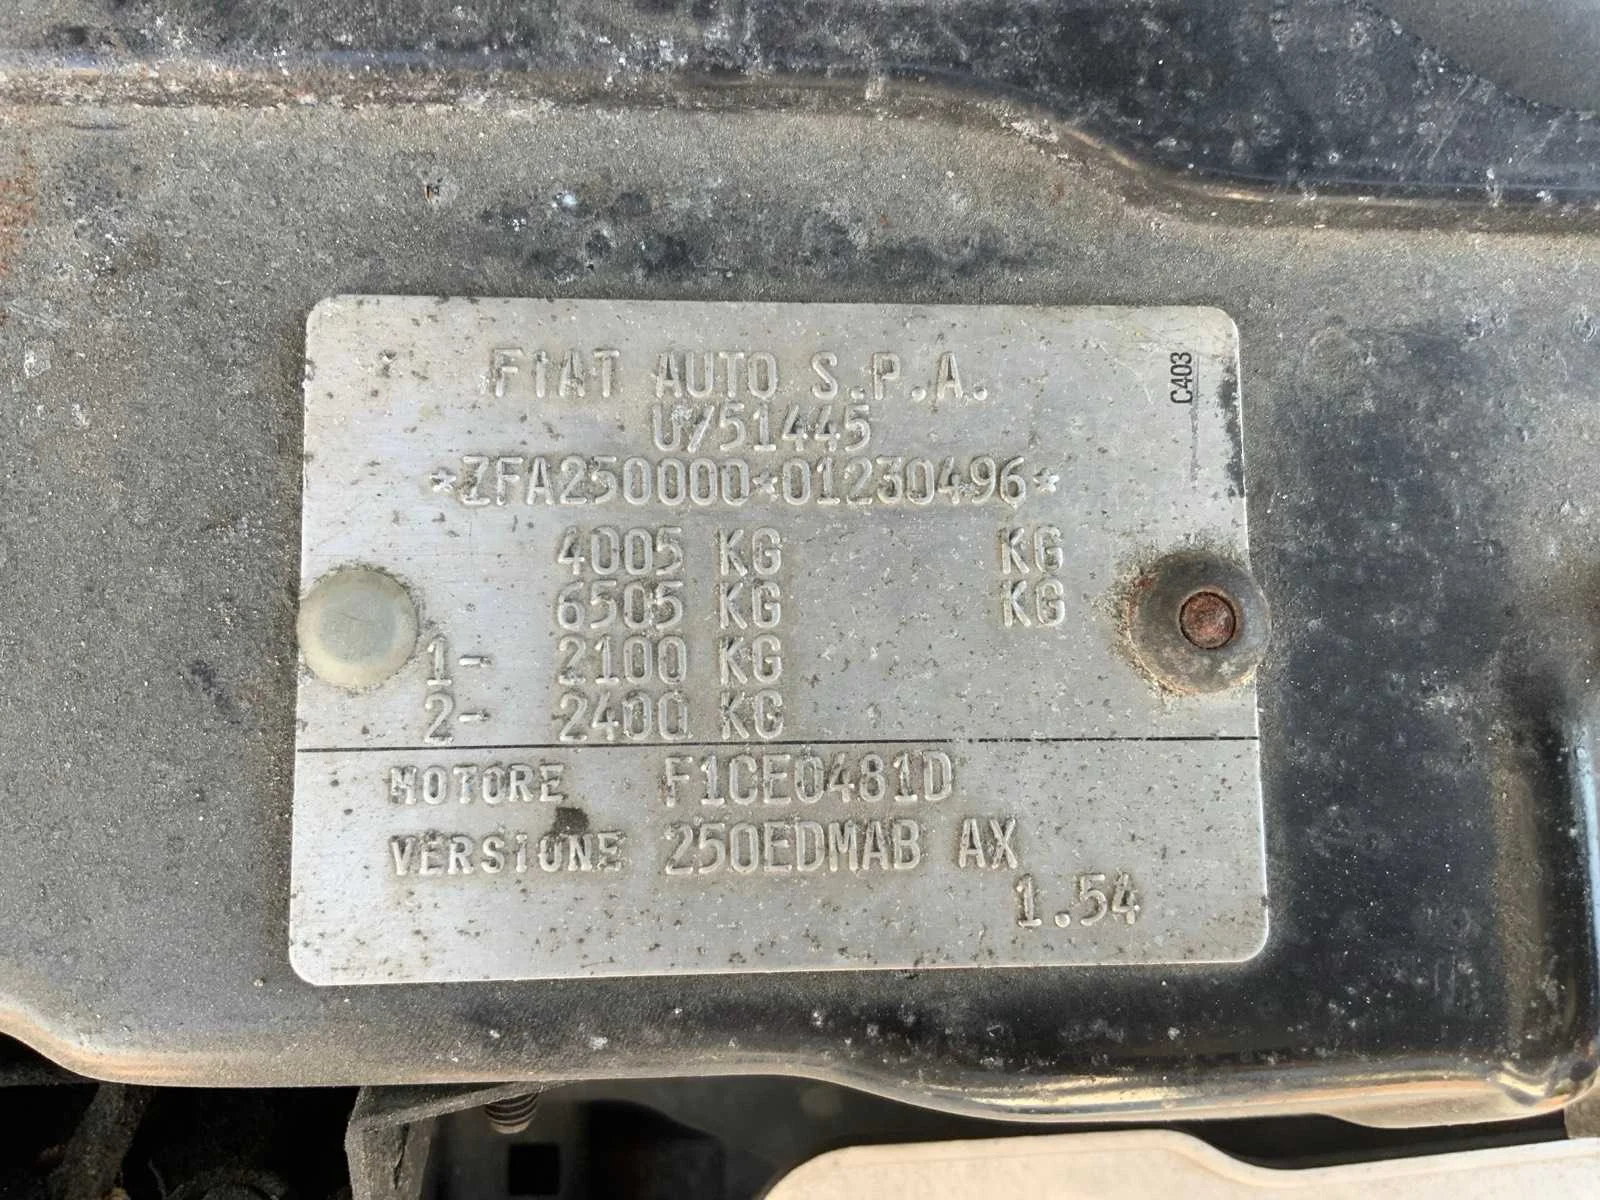 FIAT AUTO S.P.A.
C403
U/51445
*ZFA250000*01230496*
4005 KG KG
6505 KG KG
1- 2100 KG
2- 2400 KG
MOTORE F1CE0481D
VERSIONE 250EDMAB AX
1.54